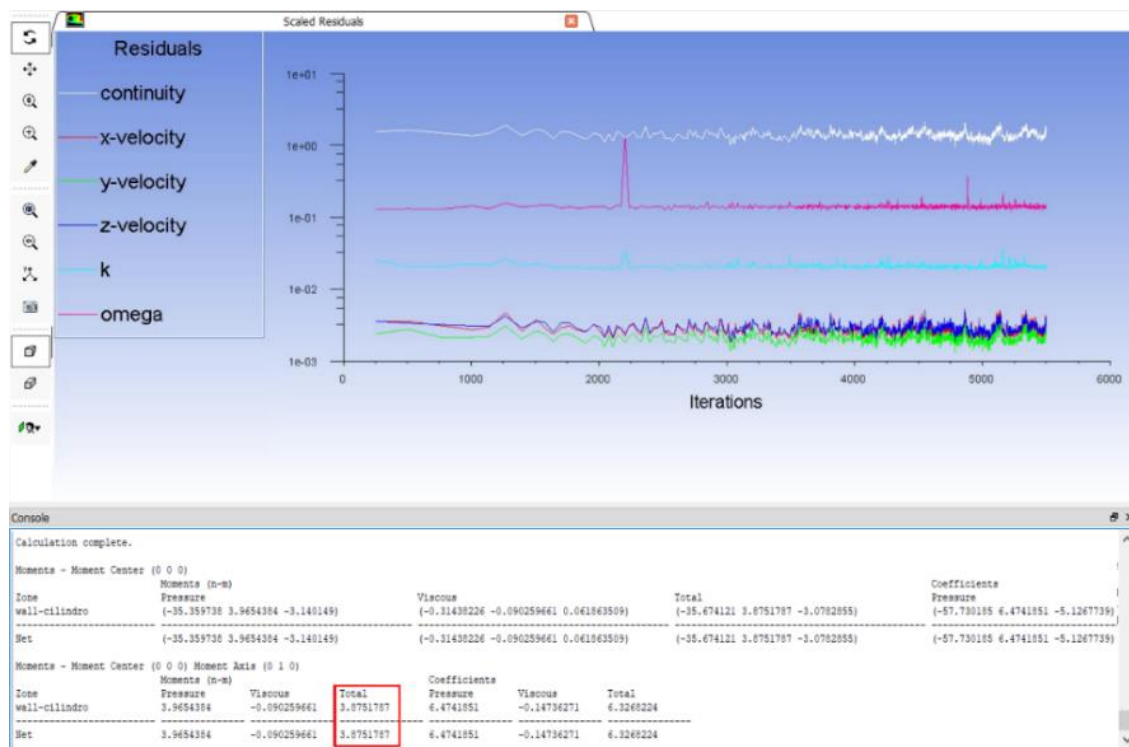 Scaled Residuals
Residuals
continuity
x-velocity
y-velocity
z-velocity
k
omega
1e+01
1e+00
1e-01
1e-02
1e-03
0 1000 2000 3000 4000 5000 6000
Iterations
Console
Calculation complete.
Moments - Moment Center (0 0 0)
Moments (n-m) Coefficients
Zone Pressure Viscous Total Pressure
wall-cilindro (-35.359738 3.9654384 -3.140149) (-0.31438226 -0.090259661 0.061863509) (-35.674121 3.8751787 -3.0782855) (-57.730185 6.4741851 -5.1267739)
Net (-35.359738 3.9654384 -3.140149) (-0.31438226 -0.090259661 0.061863509) (-35.674121 3.8751787 -3.0782855) (-57.730185 6.4741851 -5.1267739)
Moments - Moment Center (0 0 0) Moment Axis (0 1 0)
Moments (n-m) Coefficients
Zone Pressure Viscous Total Pressure Viscous Total
wall-cilindro 3.9654384 -0.090259661 3.8751787 6.4741851 -0.14736271 6.3268224
Net 3.9654384 -0.090259661 3.8751787 6.4741851 -0.14736271 6.3268224